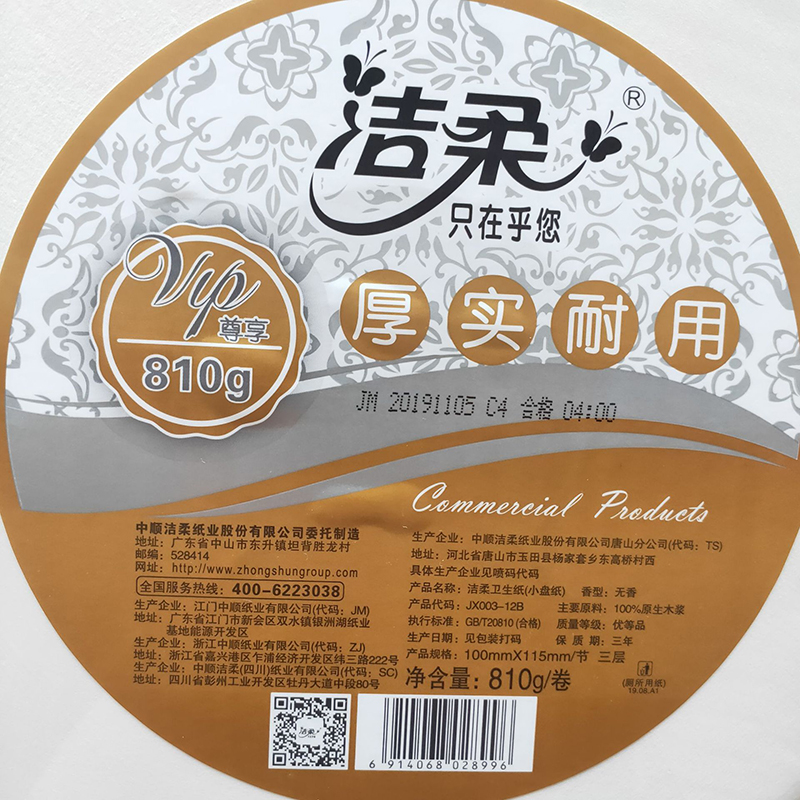 洁柔®
只在乎您
Vip
尊享
810g
厚实耐用
JM 20191105 C4 合格 04:00
Commercial Products
中顺洁柔纸业股份有限公司委托制造
地址：广东省中山市东升镇坦背胜龙村
邮编：528414
网址：http://www.zhongshungroup.com
全国服务热线：400-6223038
生产企业：江门中顺纸业有限公司(代码：JM)
地址：广东省江门市新会区双水镇银洲湖纸业
基地能源开发区
生产企业：浙江中顺纸业有限公司(代码：ZJ)
地址：浙江省嘉兴港区乍浦经济开发区纬三路222号
生产企业：中顺洁柔(四川)纸业有限公司(代码：SC)
地址：四川省彭州工业开发区牡丹大道中段80号
生产企业：中顺洁柔纸业股份有限公司唐山分公司(代码：TS)
地址：河北省唐山市玉田县杨家套乡东高桥村西
具体生产企业见喷码代码
产品名称：洁柔卫生纸(小盘纸) 香型：无香
产品代码：JX003-12B 主要原料：100%原生木浆
执行标准：GB/T20810 (合格) 质量等级：优等品
生产日期：见包装打码 保 质 期：三年
产品规格：100mmX115mm/节 三层
净含量：810g/卷
(厕所用纸)
19.08.A1
洁柔
6 914068 028996